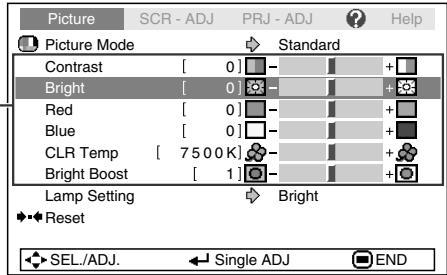 Picture SCR - ADJ PRJ - ADJ ? Help
Picture Mode Standard
Contrast [ 0] - +
Bright [ 0] - +
Red [ 0] - +
Blue [ 0] - +
CLR Temp [ 7500K] - +
Bright Boost [ 1] - +
Lamp Setting Bright
Reset
SEL./ADJ. Single ADJ END